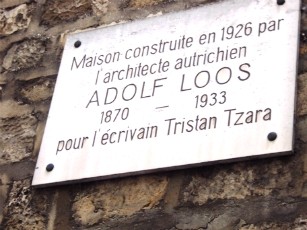 Maison construite en 1926 par
l'architecte autrichien
ADOLF LOOS
1870 — 1933
pour l'écrivain Tristan Tzara